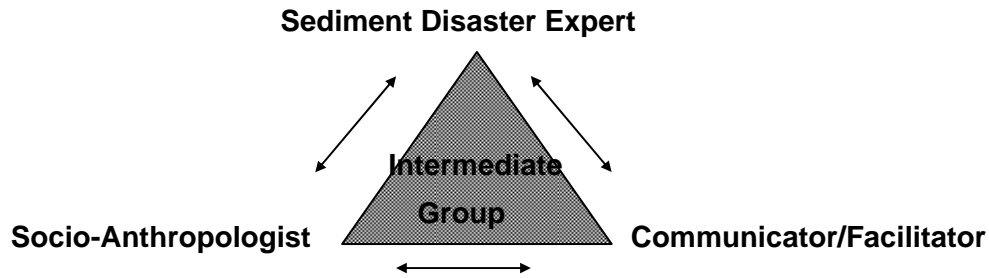 Sediment Disaster Expert
Intermediate
Group
Socio-Anthropologist
Communicator/Facilitator